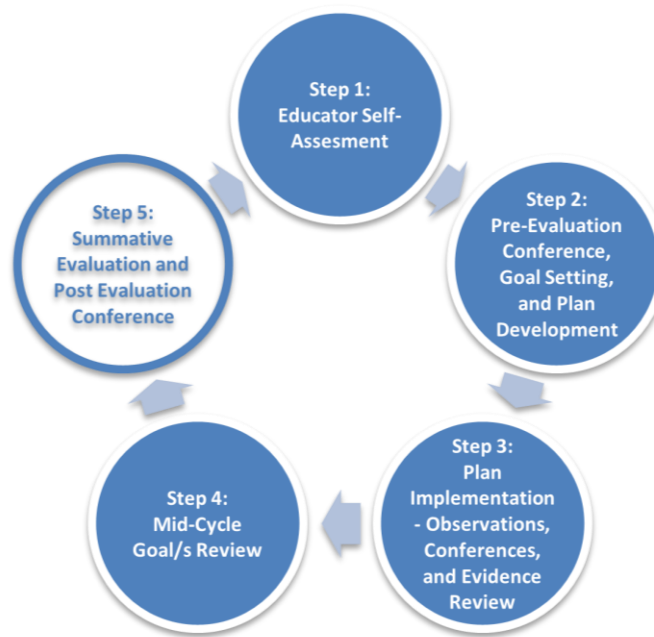 Step 1:
Educator Self-
Assesment
Step 2:
Pre-Evaluation
Conference,
Goal Setting,
and Plan
Development
Step 3:
Plan
Implementation
- Observations,
Conferences,
and Evidence
Review
Step 4:
Mid-Cycle
Goal/s Review
Step 5:
Summative
Evaluation and
Post Evaluation
Conference